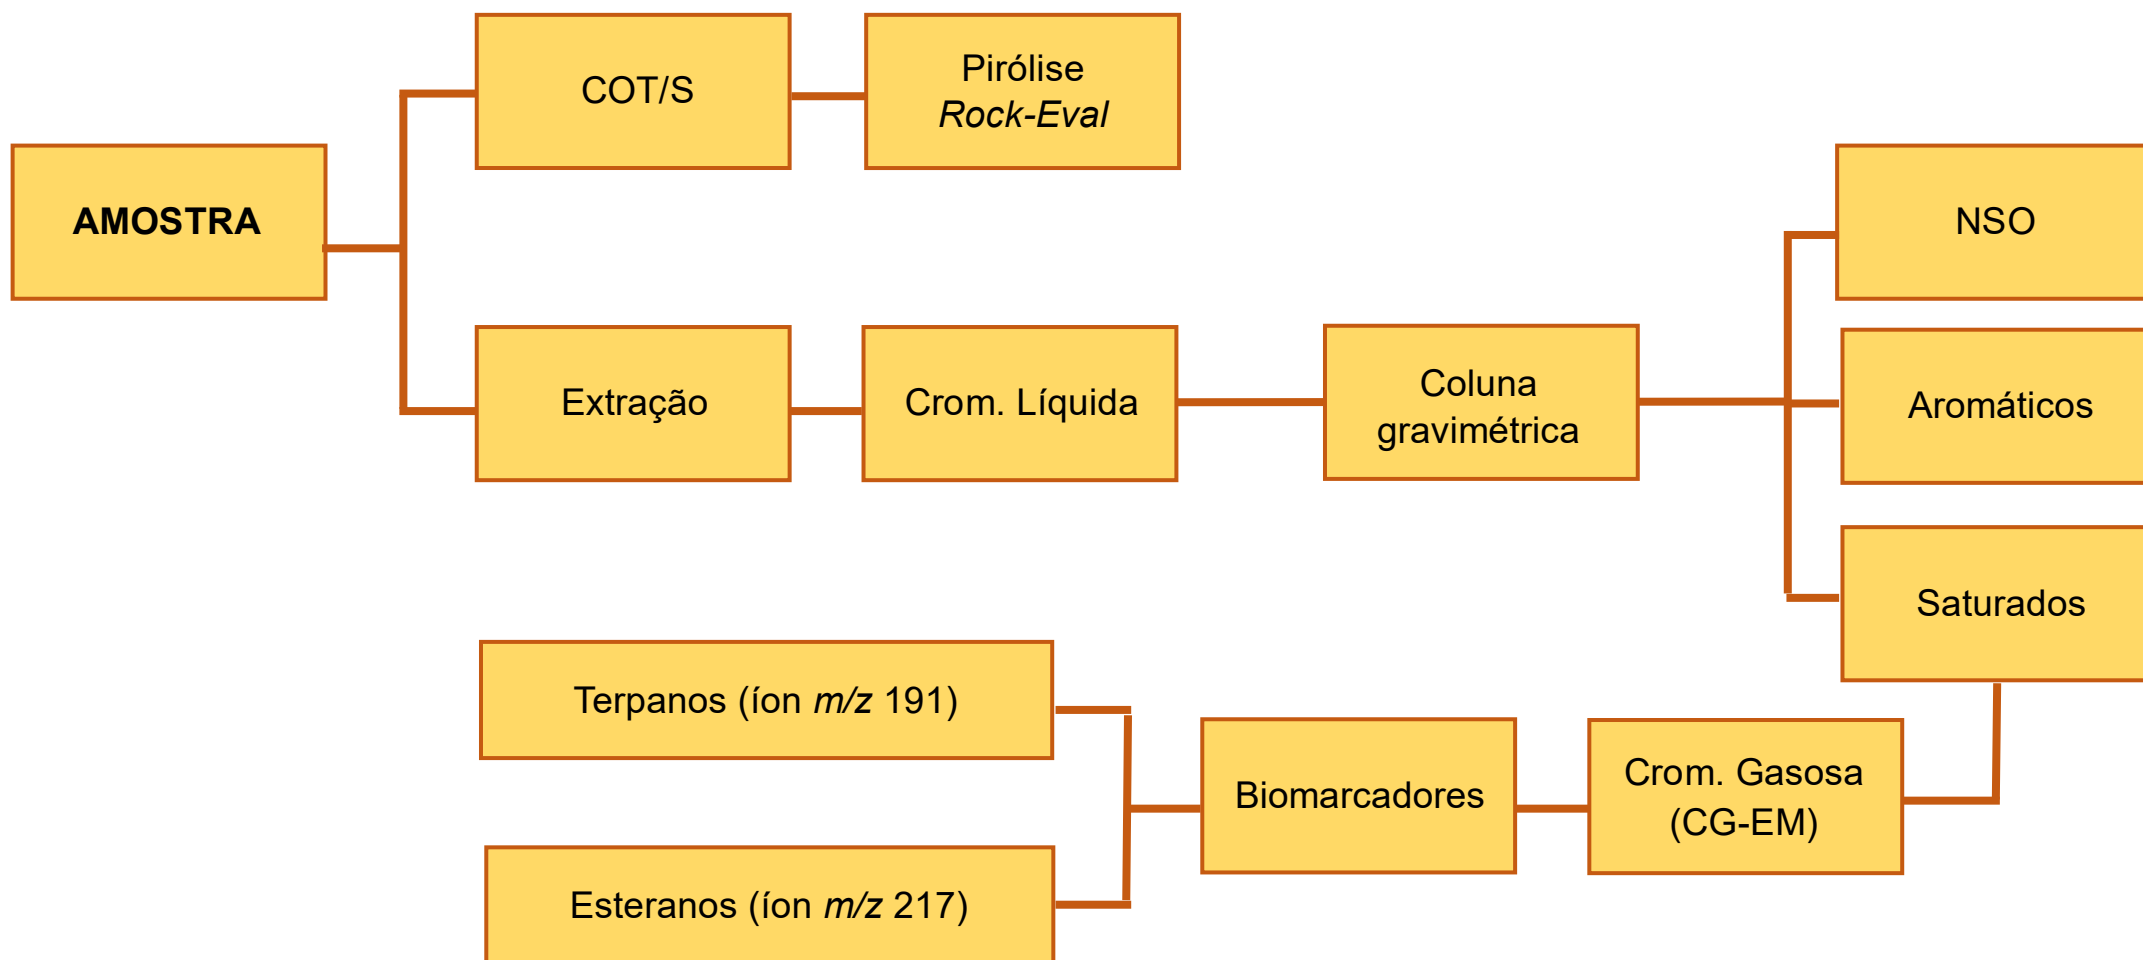 COT/S
Pirólise
Rock-Eval
AMOSTRA
NSO
Extração
Crom. Líquida
Coluna
gravimétrica
Aromáticos
Saturados
Terpanos (íon m/z 191)
Biomarcadores
Crom. Gasosa
(CG-EM)
Esteranos (íon m/z 217)